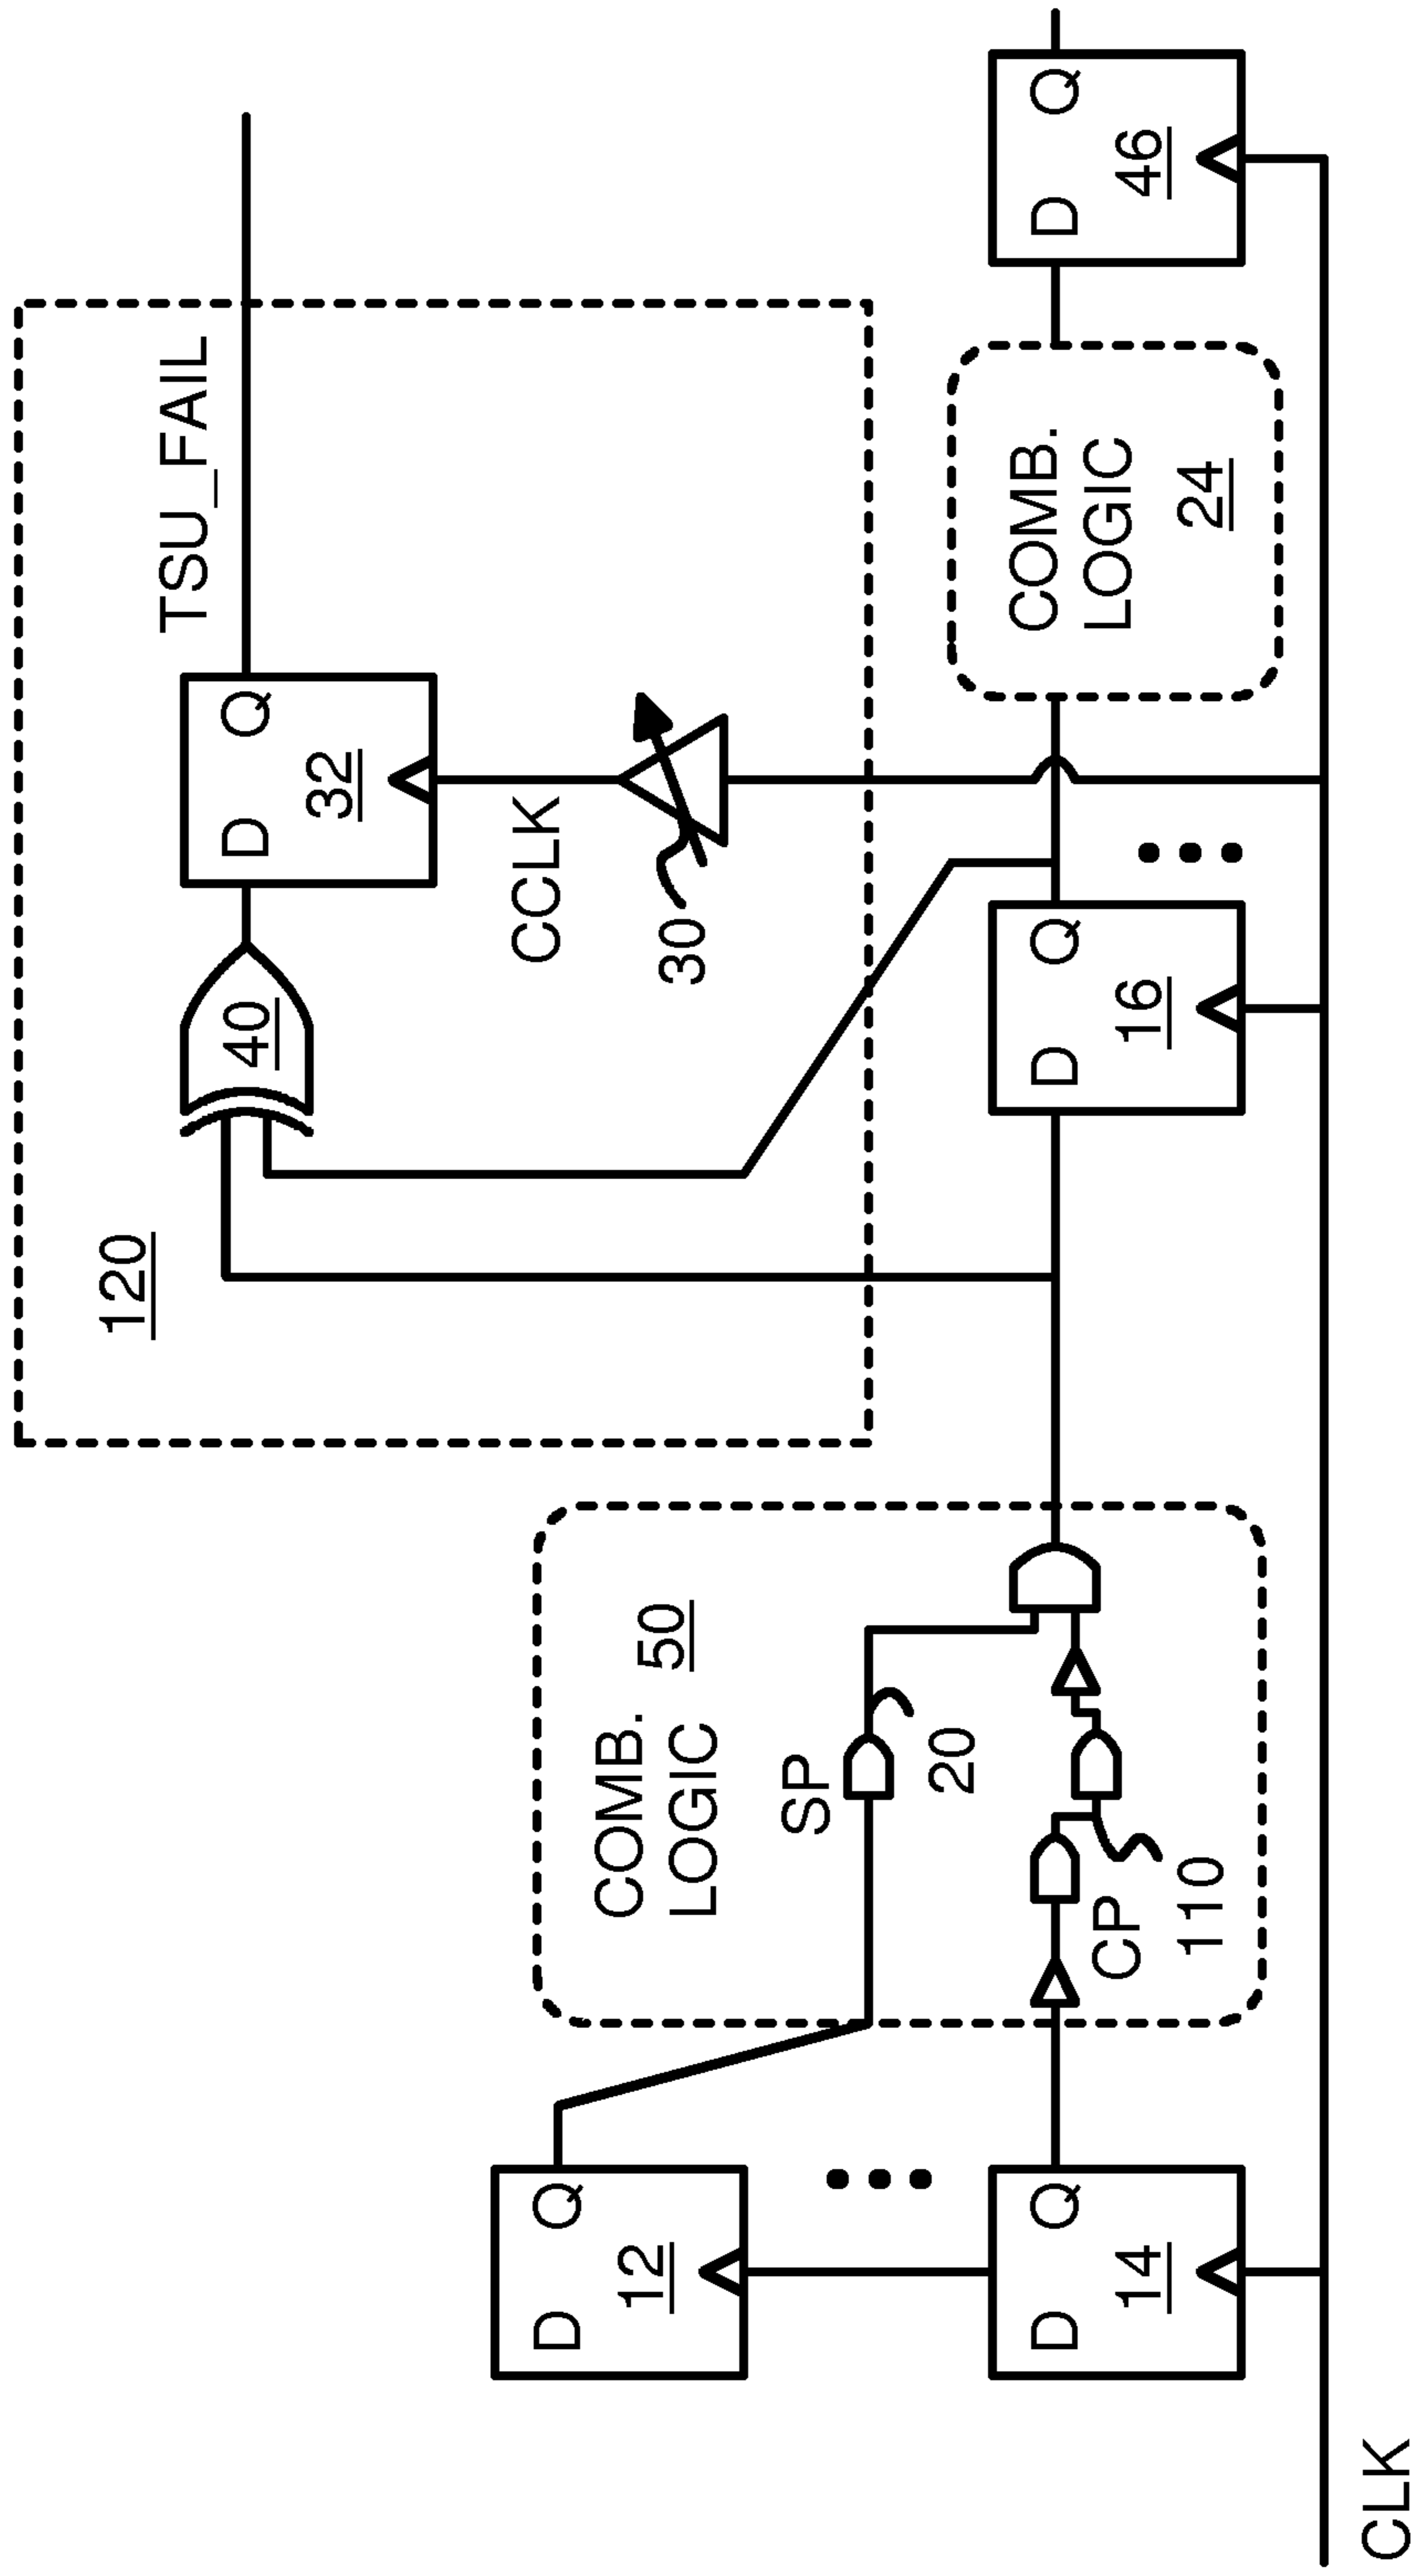 120
TSU_FAIL
40
D Q
32
CCLK
30
COMB.
LOGIC 50
SP
20
CP
110
D Q
12
D Q
14
D Q
16
COMB.
LOGIC
24
D Q
46
CLK